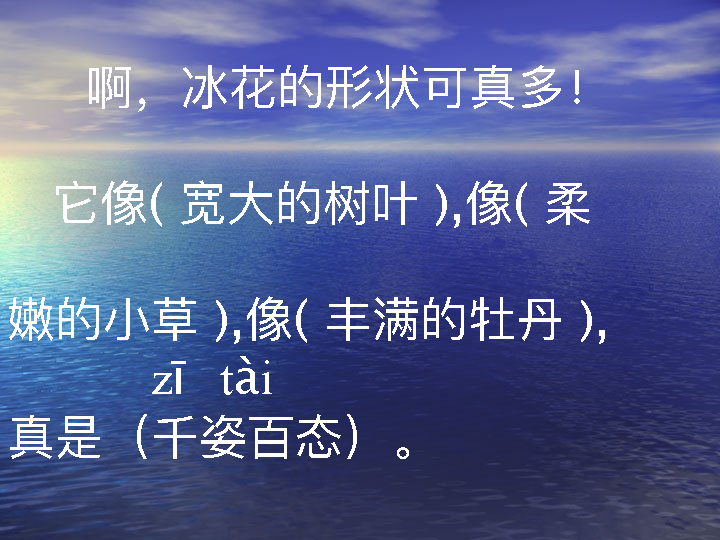 啊，冰花的形状可真多！
它像( 宽大的树叶 ),像( 柔
嫩的小草 ),像( 丰满的牡丹 ),
zī tài
真是（千姿百态）。